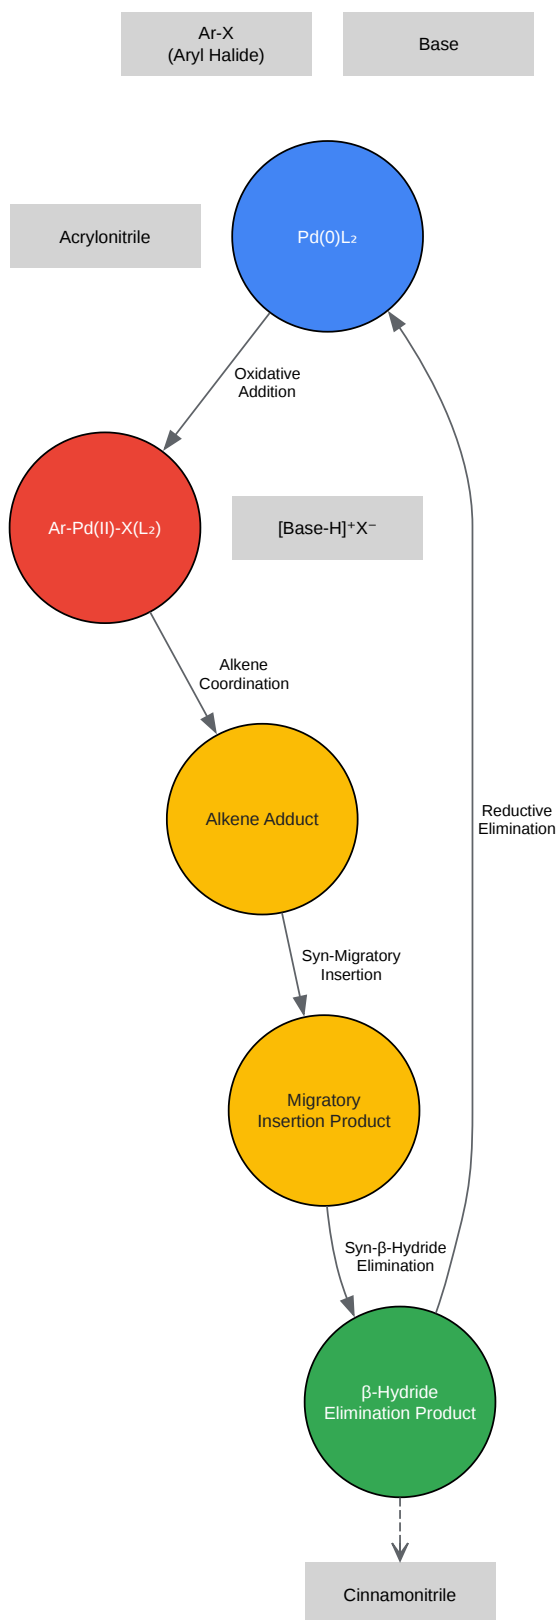 Ar-X
(Aryl Halide)
Base
Pd(0)L₂
Acrylonitrile
Oxidative
Addition
Ar-Pd(II)-X(L₂)
[Base-H]⁺X⁻
Alkene
Coordination
Alkene Adduct
Reductive
Elimination
Syn-Migratory
Insertion
Migratory
Insertion Product
Syn-β-Hydride
Elimination
β-Hydride
Elimination Product
Cinnamonitrile